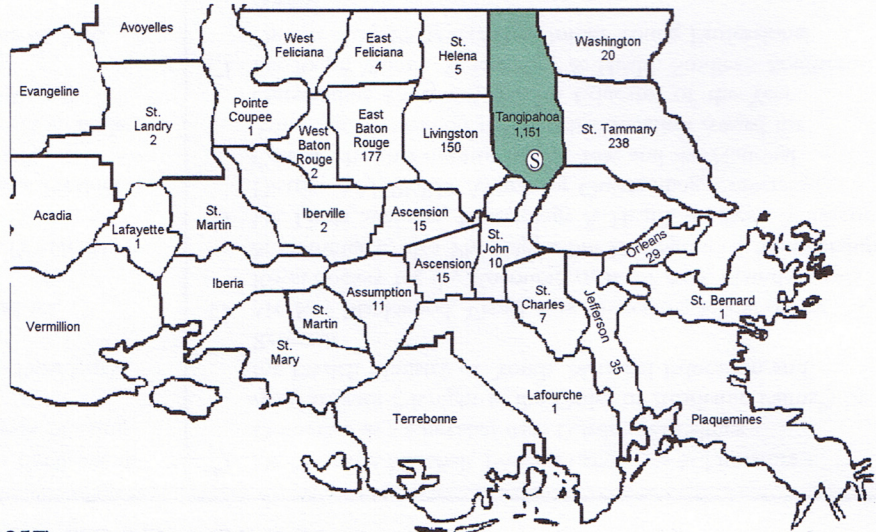 Avoyelles
West
Feliciana
East
Feliciana
4
St.
Helena
5
Washington
20
Evangeline
St.
Landry
2
Pointe
Coupee
1
West
Baton
Rouge
2
East
Baton
Rouge
177
Livingston
150
Tangipahoa
1,151
S
St. Tammany
238
Acadia
Lafayette
1
St.
Martin
Iberville
2
Ascension
15
St.
John
10
Orleans
29
Iberia
Assumption
11
Ascension
15
St.
Charles
7
Jefferson
35
St. Bernard
1
Vermillion
St.
Martin
St.
Mary
Terrebonne
Lafourche
1
Plaquemines